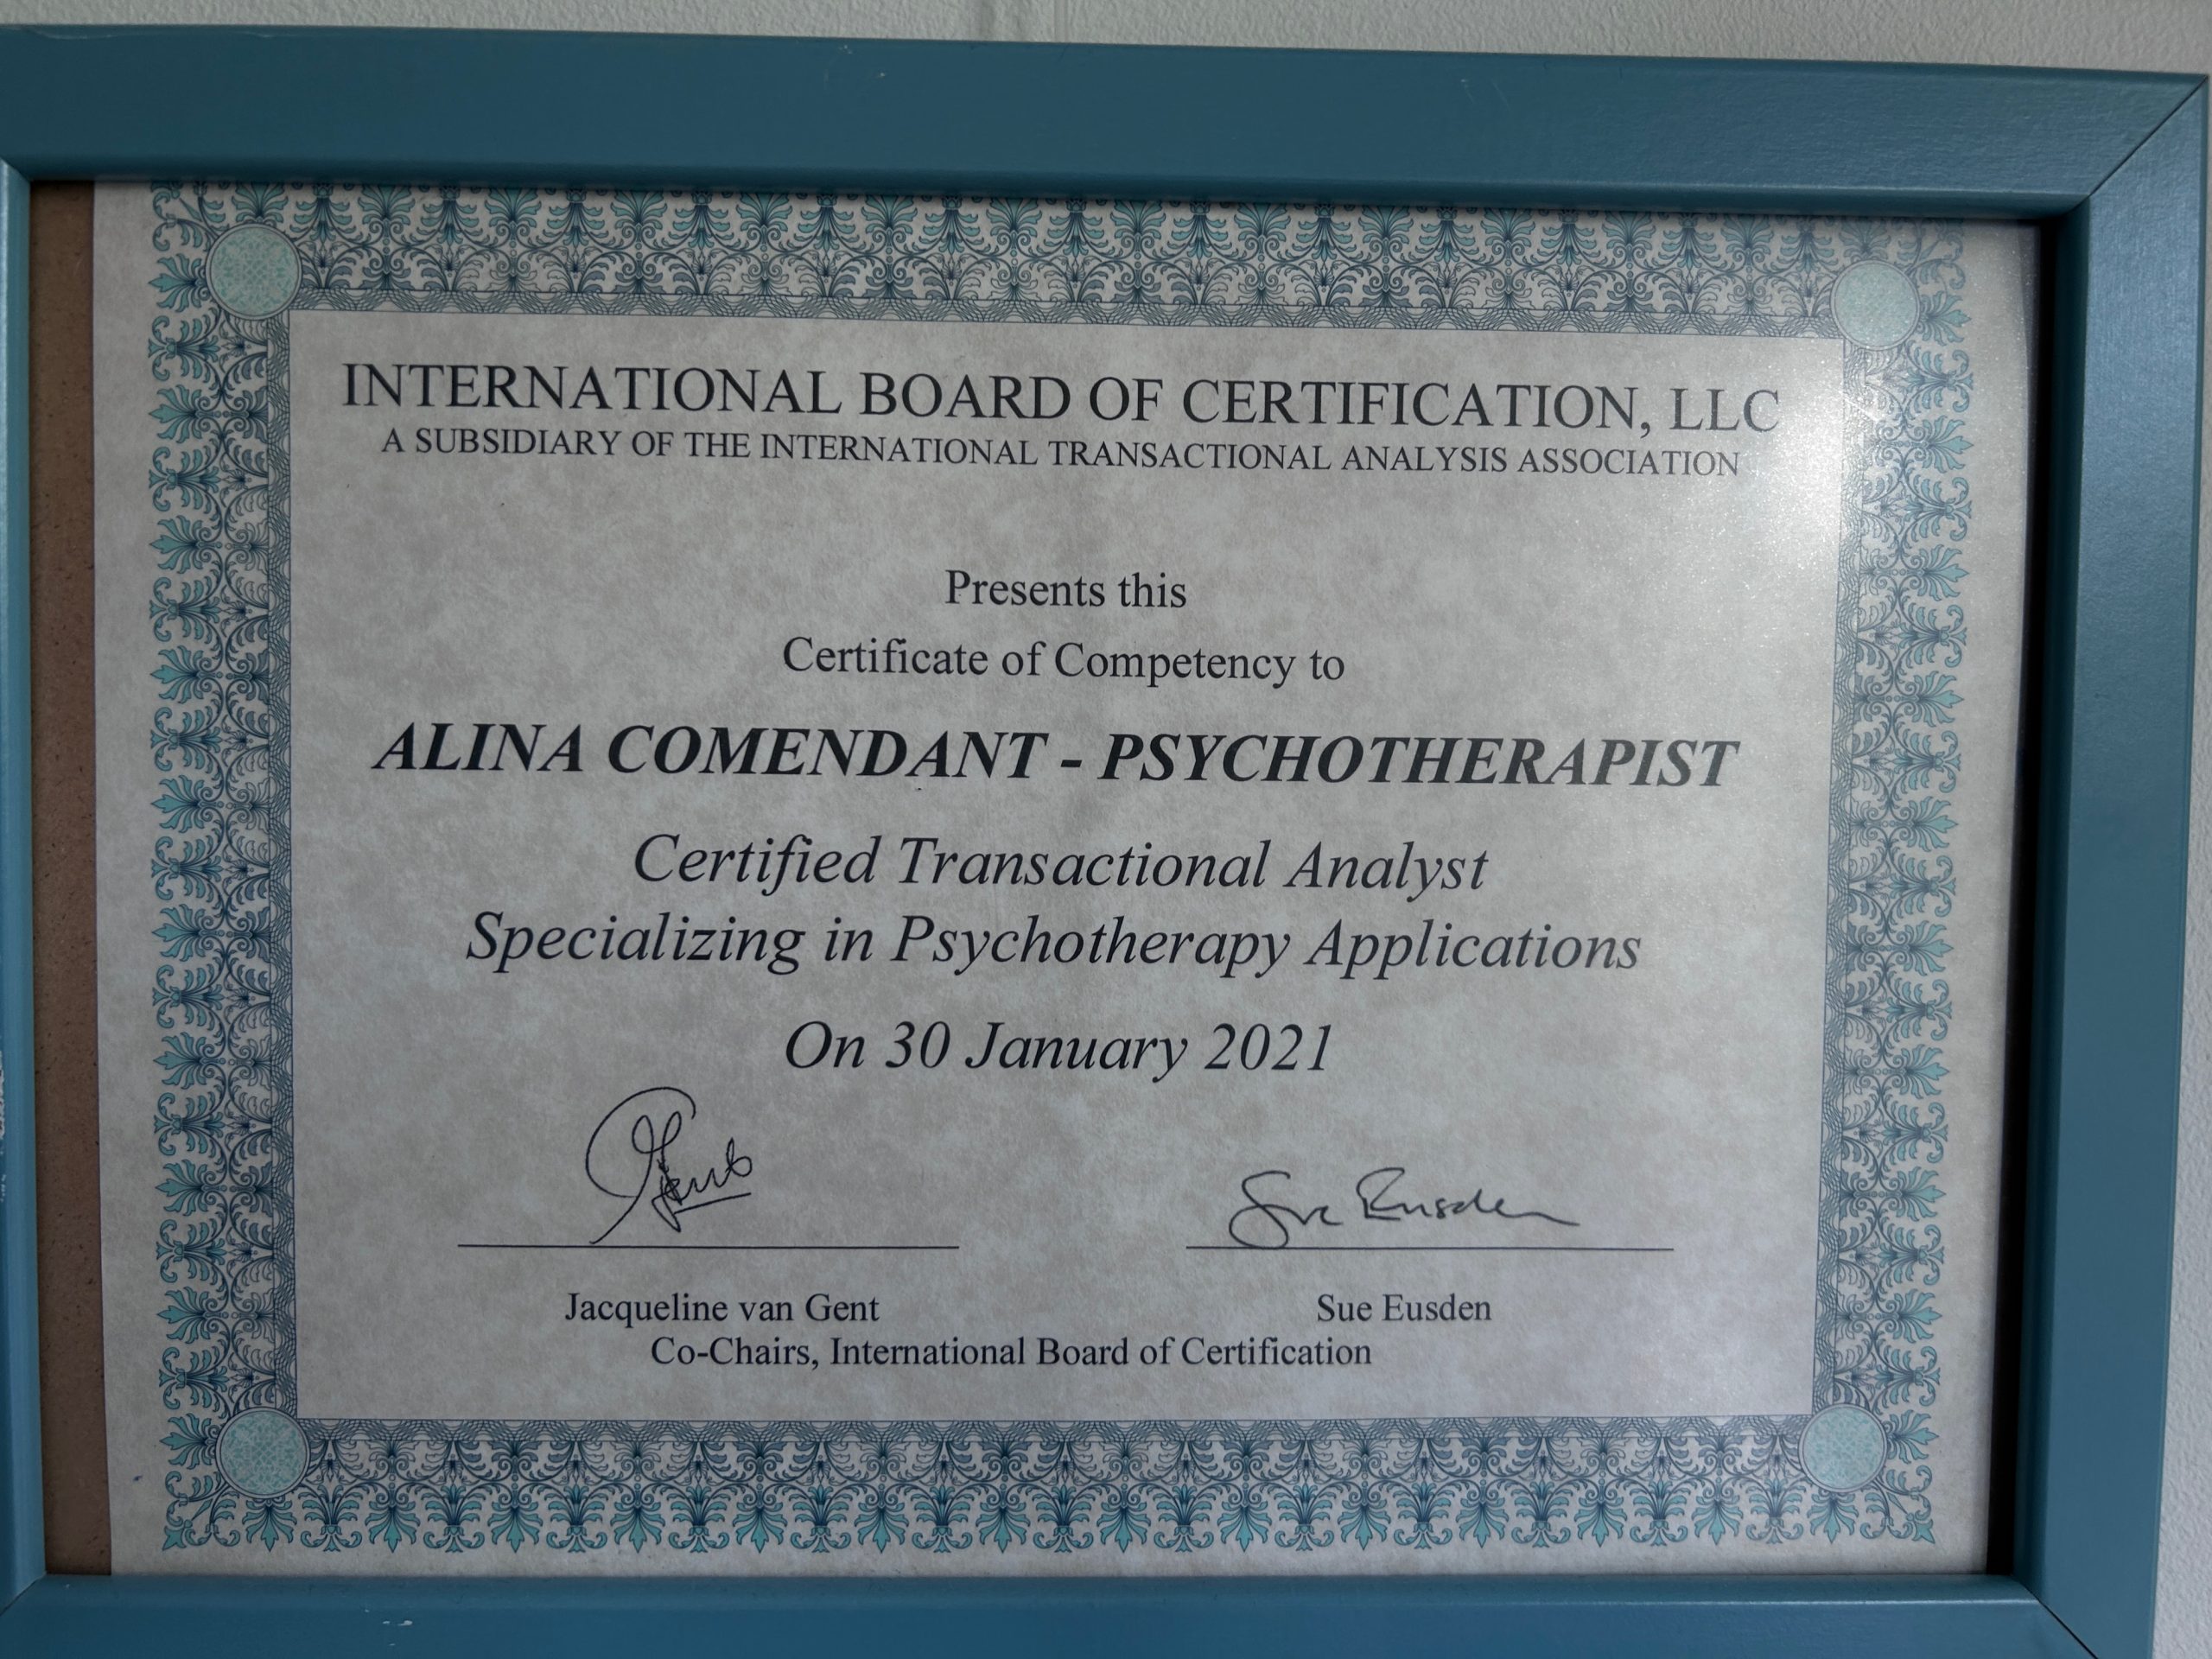 INTERNATIONAL BOARD OF CERTIFICATION, LLC
A SUBSIDIARY OF THE INTERNATIONAL TRANSACTIONAL ANALYSIS ASSOCIATION
Presents this
Certificate of Competency to
ALINA COMENDANT - PSYCHOTHERAPIST
Certified Transactional Analyst
Specializing in Psychotherapy Applications
On 30 January 2021
Sue Eusden
Jacqueline van Gent Sue Eusden
Co-Chairs, International Board of Certification